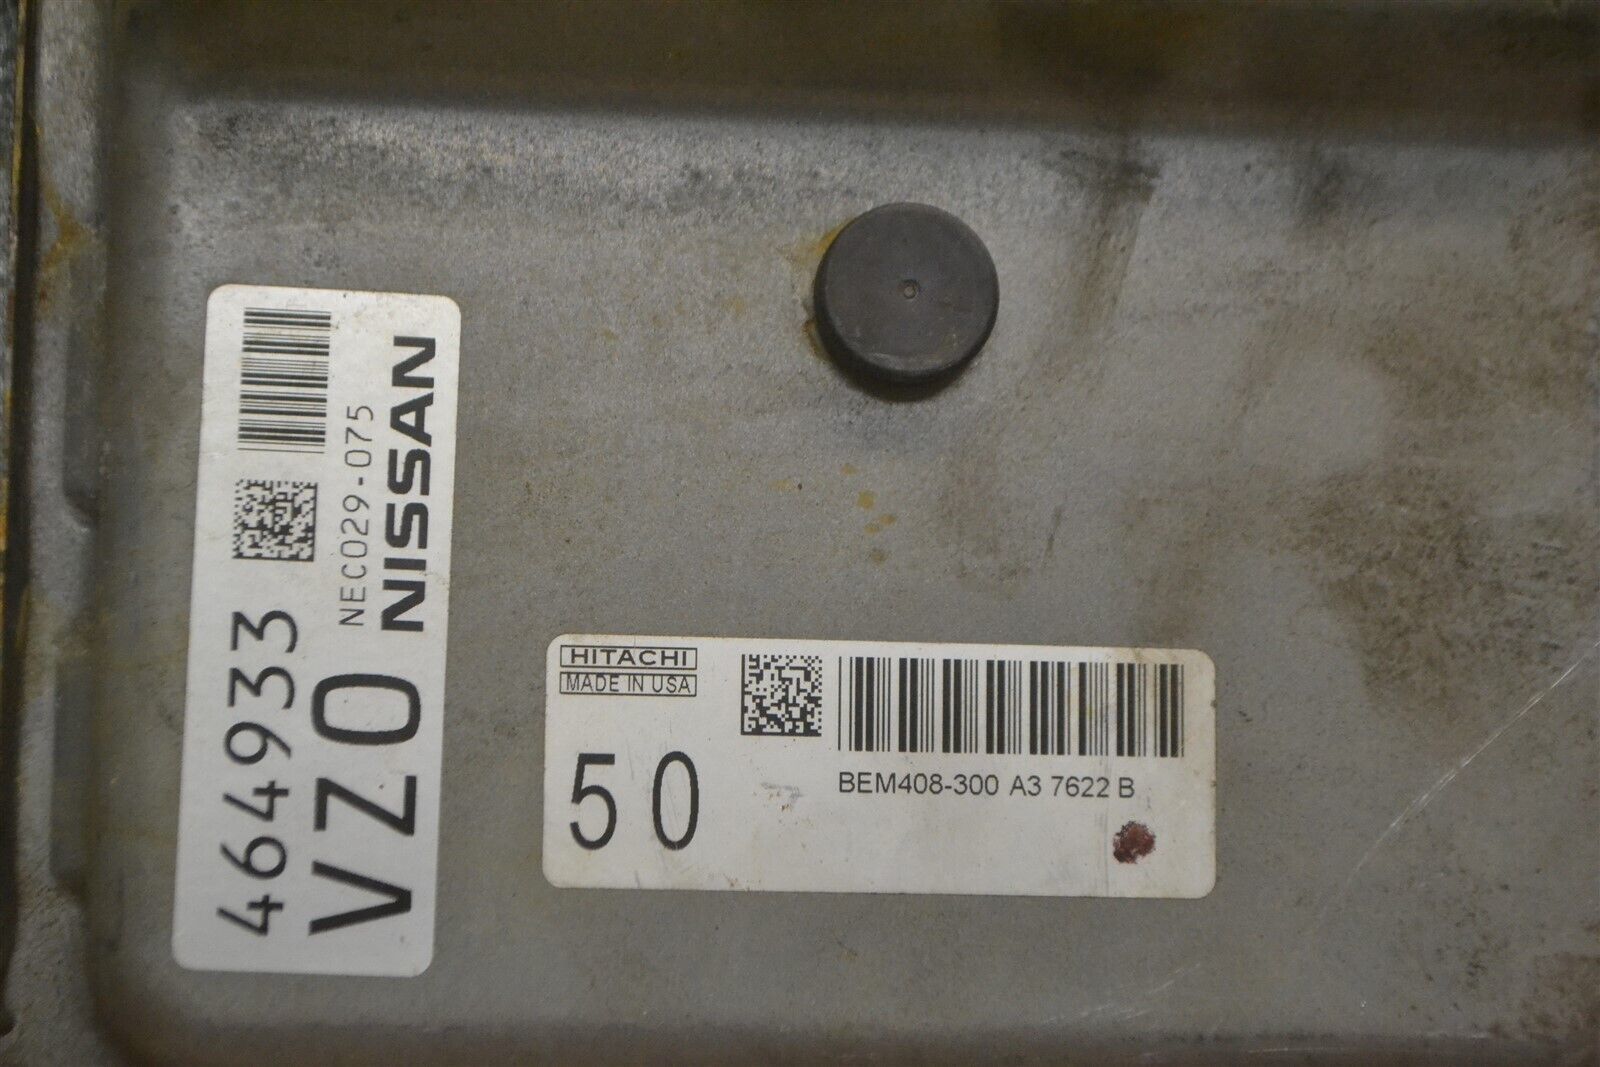 464933
VZ0
NEC029-075
NISSAN
HITACHI
MADE IN USA
50
BEM408-300 A3 7622 B